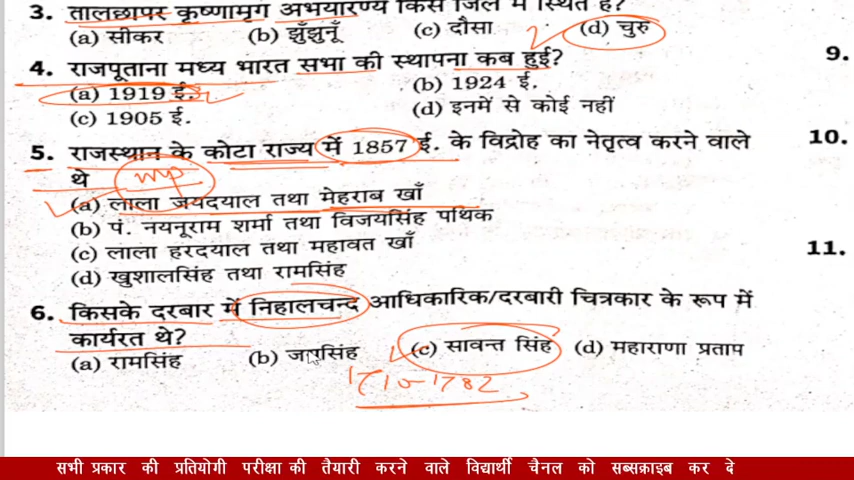 3. तालछापर कृष्णामृग अभयारण्य किस जिले में स्थित है?
(a) सीकर (b) झुँझुनूँ (c) दौसा (d) चुरु
9.
4. राजपूताना मध्य भारत सभा की स्थापना कब हुई?
(a) 1919 ई. (b) 1924 ई.
(c) 1905 ई. (d) इनमें से कोई नहीं
5. राजस्थान के कोटा राज्य में 1857 ई. के विद्रोह का नेतृत्व करने वाले
10.
थे mp
(a) लाला जयदयाल तथा मेहराब खाँ
(b) पं. नयनूराम शर्मा तथा विजयसिंह पथिक
(c) लाला हरदयाल तथा महावत खाँ
11.
(d) खुशालसिंह तथा रामसिंह
6. किसके दरबार में निहालचन्द आधिकारिक/दरबारी चित्रकार के रूप में
कार्यरत थे?
(a) रामसिंह (b) जयसिंह (c) सावन्त सिंह (d) महाराणा प्रताप
1710-1782
सभी प्रकार की प्रतियोगी परीक्षा की तैयारी करने वाले विद्यार्थी चैनल को सब्सक्राइब कर दे